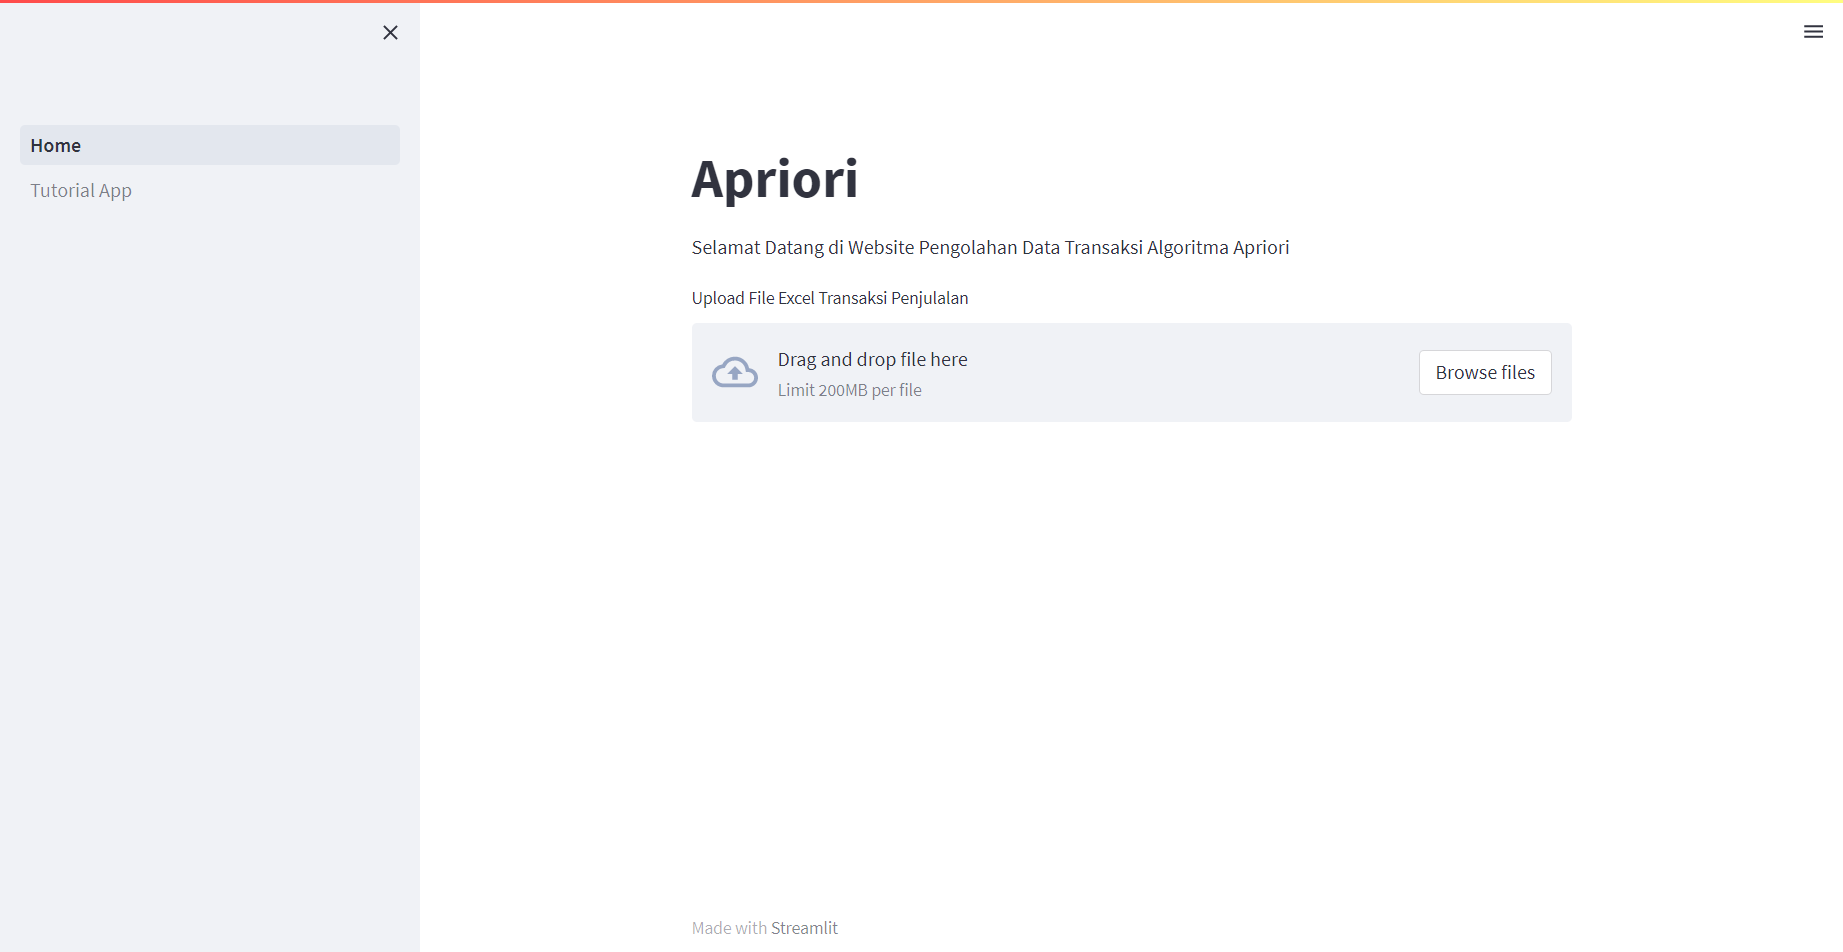 Home
Tutorial App
Apriori
Selamat Datang di Website Pengolahan Data Transaksi Algoritma Apriori
Upload File Excel Transaksi Penjulalan
Drag and drop file here
Limit 200MB per file
Browse files
Made with Streamlit